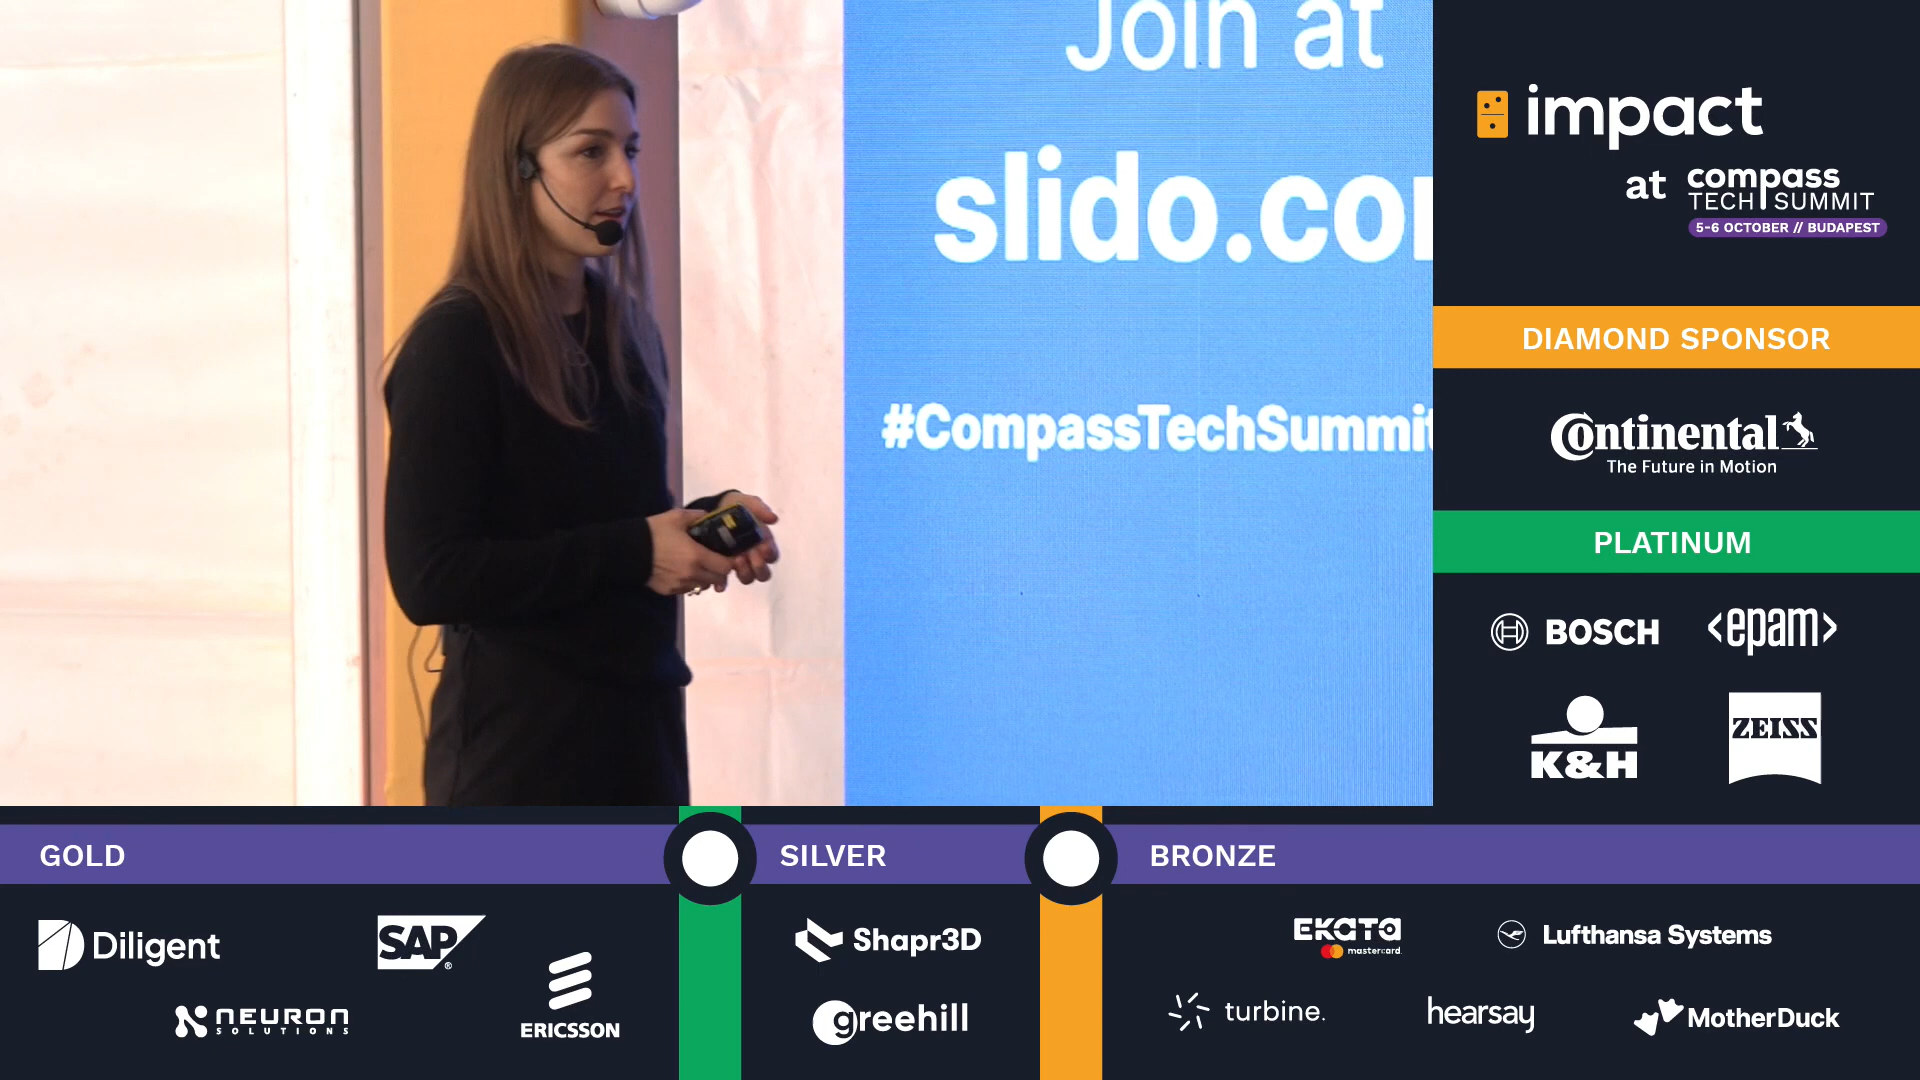 Join at
slido.co
#CompassTechSummit
impact
at compass
TECH SUMMIT
5-6 OCTOBER // BUDAPEST
DIAMOND SPONSOR
Continental
The Future in Motion
PLATINUM
BOSCH
<epam>
K&H
ZEISS
GOLD
SILVER
BRONZE
Diligent
SAP
®
NEURON
SOLUTIONS
ERICSSON
Shapr3D
greehill
EKATA
mastercard.
Lufthansa Systems
turbine.
hearsay
MotherDuck